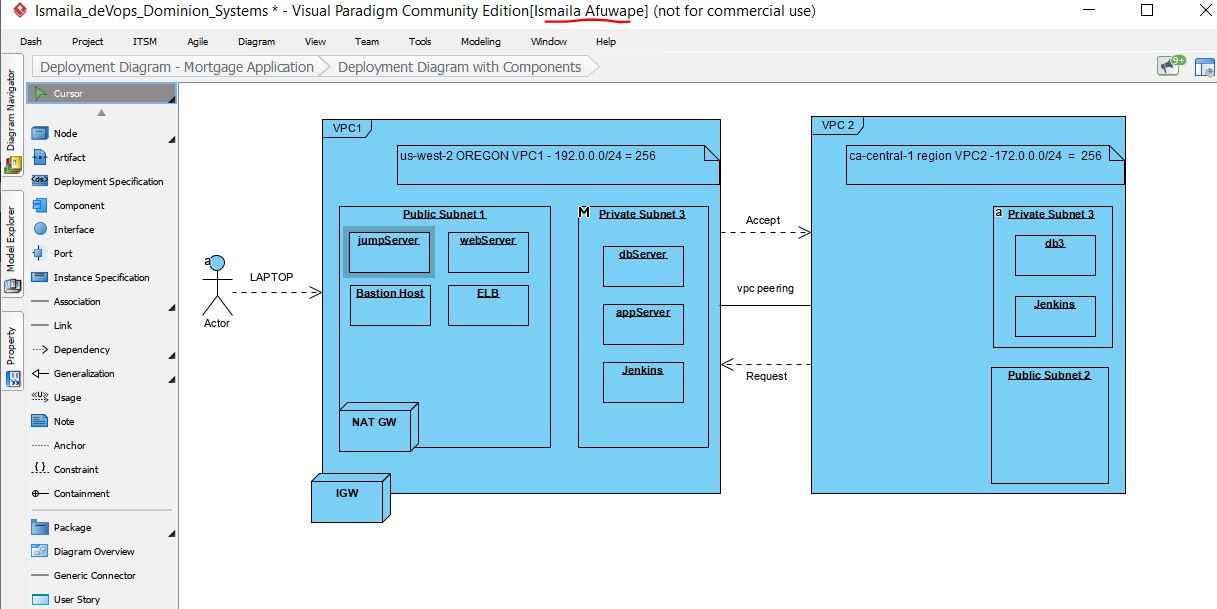 Ismaila_deVops_Dominion_Systems * - Visual Paradigm Community Edition[Ismaila Afuwape] (not for commercial use)
Dash Project ITSM Agile Diagram View Team Tools Modeling Window Help
Deployment Diagram - Mortgage Application Deployment Diagram with Components
9+
Diagram Navigator
Model Explorer
Property
Cursor
Node
Artifact
<ds>
Deployment Specification
Component
Interface
Port
Instance Specification
Association
Link
Dependency
Generalization
«U»
Usage
Note
Anchor
{ }
Constraint
Containment
Package
Diagram Overview
Generic Connector
User Story
a
Actor
LAPTOP
VPC1
us-west-2 OREGON VPC1 - 192.0.0.0/24 = 256
Public Subnet 1
jumpServer
webServer
Bastion Host
ELB
NAT GW
IGW
M
Private Subnet 3
dbServer
appServer
Jenkins
Accept
vpc peering
Request
VPC 2
ca-central-1 region VPC2 -172.0.0.0/24 = 256
a
Private Subnet 3
db3
Jenkins
Public Subnet 2